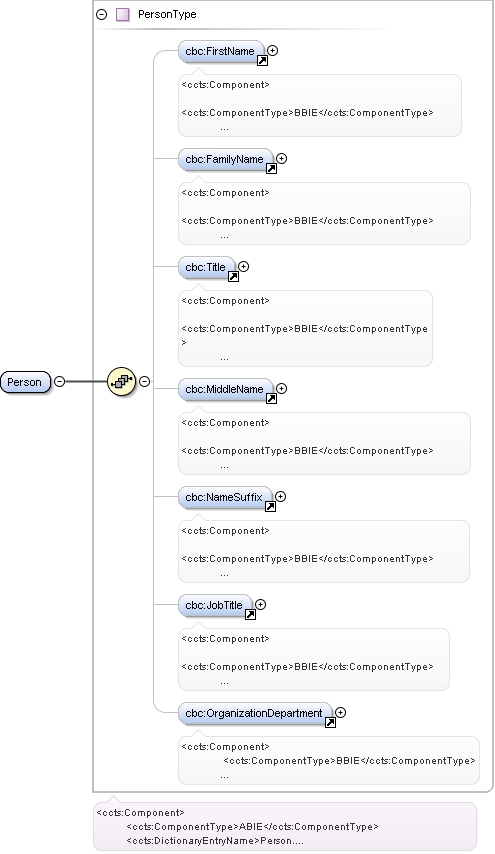 PersonType
cbc:FirstName
<ccts:Component>
<ccts:ComponentType>BBIE</ccts:ComponentType>
...
cbc:FamilyName
<ccts:Component>
<ccts:ComponentType>BBIE</ccts:ComponentType>
...
cbc:Title
<ccts:Component>
<ccts:ComponentType>BBIE</ccts:ComponentType
>
...
Person
cbc:MiddleName
<ccts:Component>
<ccts:ComponentType>BBIE</ccts:ComponentType>
...
cbc:NameSuffix
<ccts:Component>
<ccts:ComponentType>BBIE</ccts:ComponentType>
...
cbc:JobTitle
<ccts:Component>
<ccts:ComponentType>BBIE</ccts:ComponentType>
...
cbc:OrganizationDepartment
<ccts:Component>
<ccts:ComponentType>BBIE</ccts:ComponentType>
...
<ccts:Component>
<ccts:ComponentType>ABIE</ccts:ComponentType>
<ccts:DictionaryEntryName>Person....